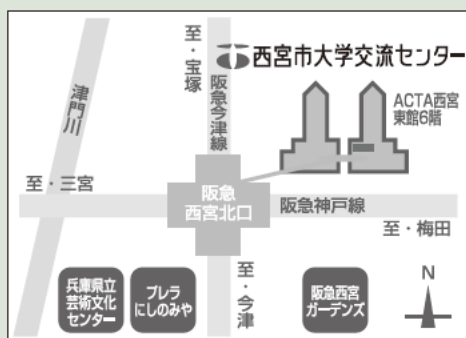 西宮市大学交流センター
至・宝塚
阪急今津線
津門川
ACTA西宮
東館6階
至・三宮
阪急
西宮北口
阪急神戸線
至・梅田
兵庫県立
芸術文化
センター
プレラ
にしのみや
至・今津
阪急西宮
ガーデンズ
N